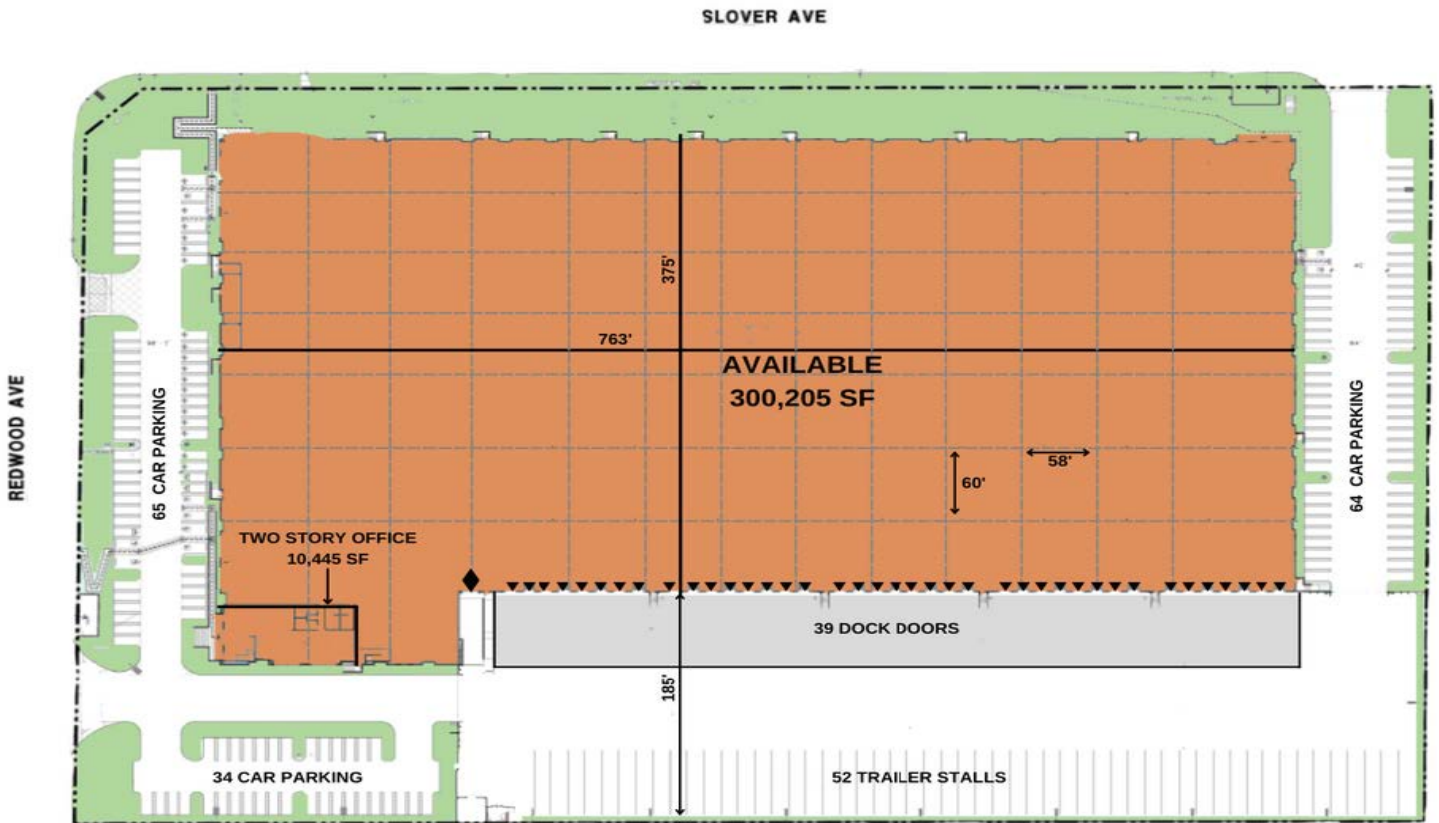 SLOVER AVE
375'
763'
AVAILABLE
300,205 SF
REDWOOD AVE
65 CAR PARKING
64 CAR PARKING
58'
60'
TWO STORY OFFICE
10,445 SF
39 DOCK DOORS
185'
34 CAR PARKING
52 TRAILER STALLS